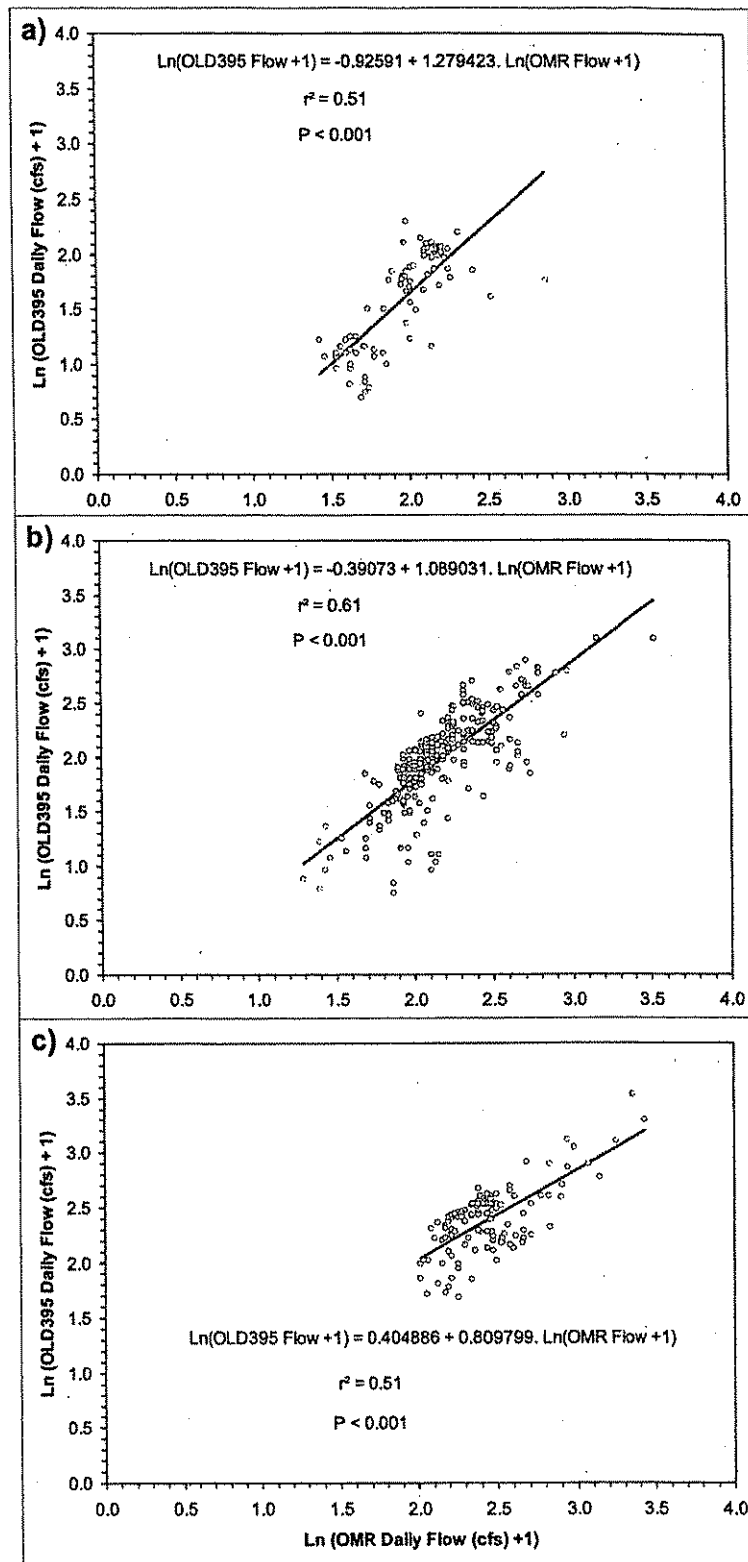 a)
Ln(OLD395 Flow +1) = -0.92591 + 1.279423. Ln(OMR Flow +1)
r² = 0.51
P < 0.001
Ln (OLD395 Daily Flow (cfs) + 1)
4.0
3.5
3.0
2.5
2.0
1.5
1.0
0.5
0.0
0.0 0.5 1.0 1.5 2.0 2.5 3.0 3.5 4.0
b)
Ln(OLD395 Flow +1) = -0.39073 + 1.089031. Ln(OMR Flow +1)
r² = 0.61
P < 0.001
Ln (OLD395 Daily Flow (cfs) + 1)
4.0
3.5
3.0
2.5
2.0
1.5
1.0
0.5
0.0
0.0 0.5 1.0 1.5 2.0 2.5 3.0 3.5 4.0
c)
Ln (OLD395 Daily Flow (cfs) + 1)
4.0
3.5
3.0
2.5
2.0
1.5
1.0
0.5
0.0
Ln(OLD395 Flow +1) = 0.404886 + 0.809799. Ln(OMR Flow +1)
r² = 0.51
P < 0.001
0.0 0.5 1.0 1.5 2.0 2.5 3.0 3.5 4.0
Ln (OMR Daily Flow (cfs) +1)